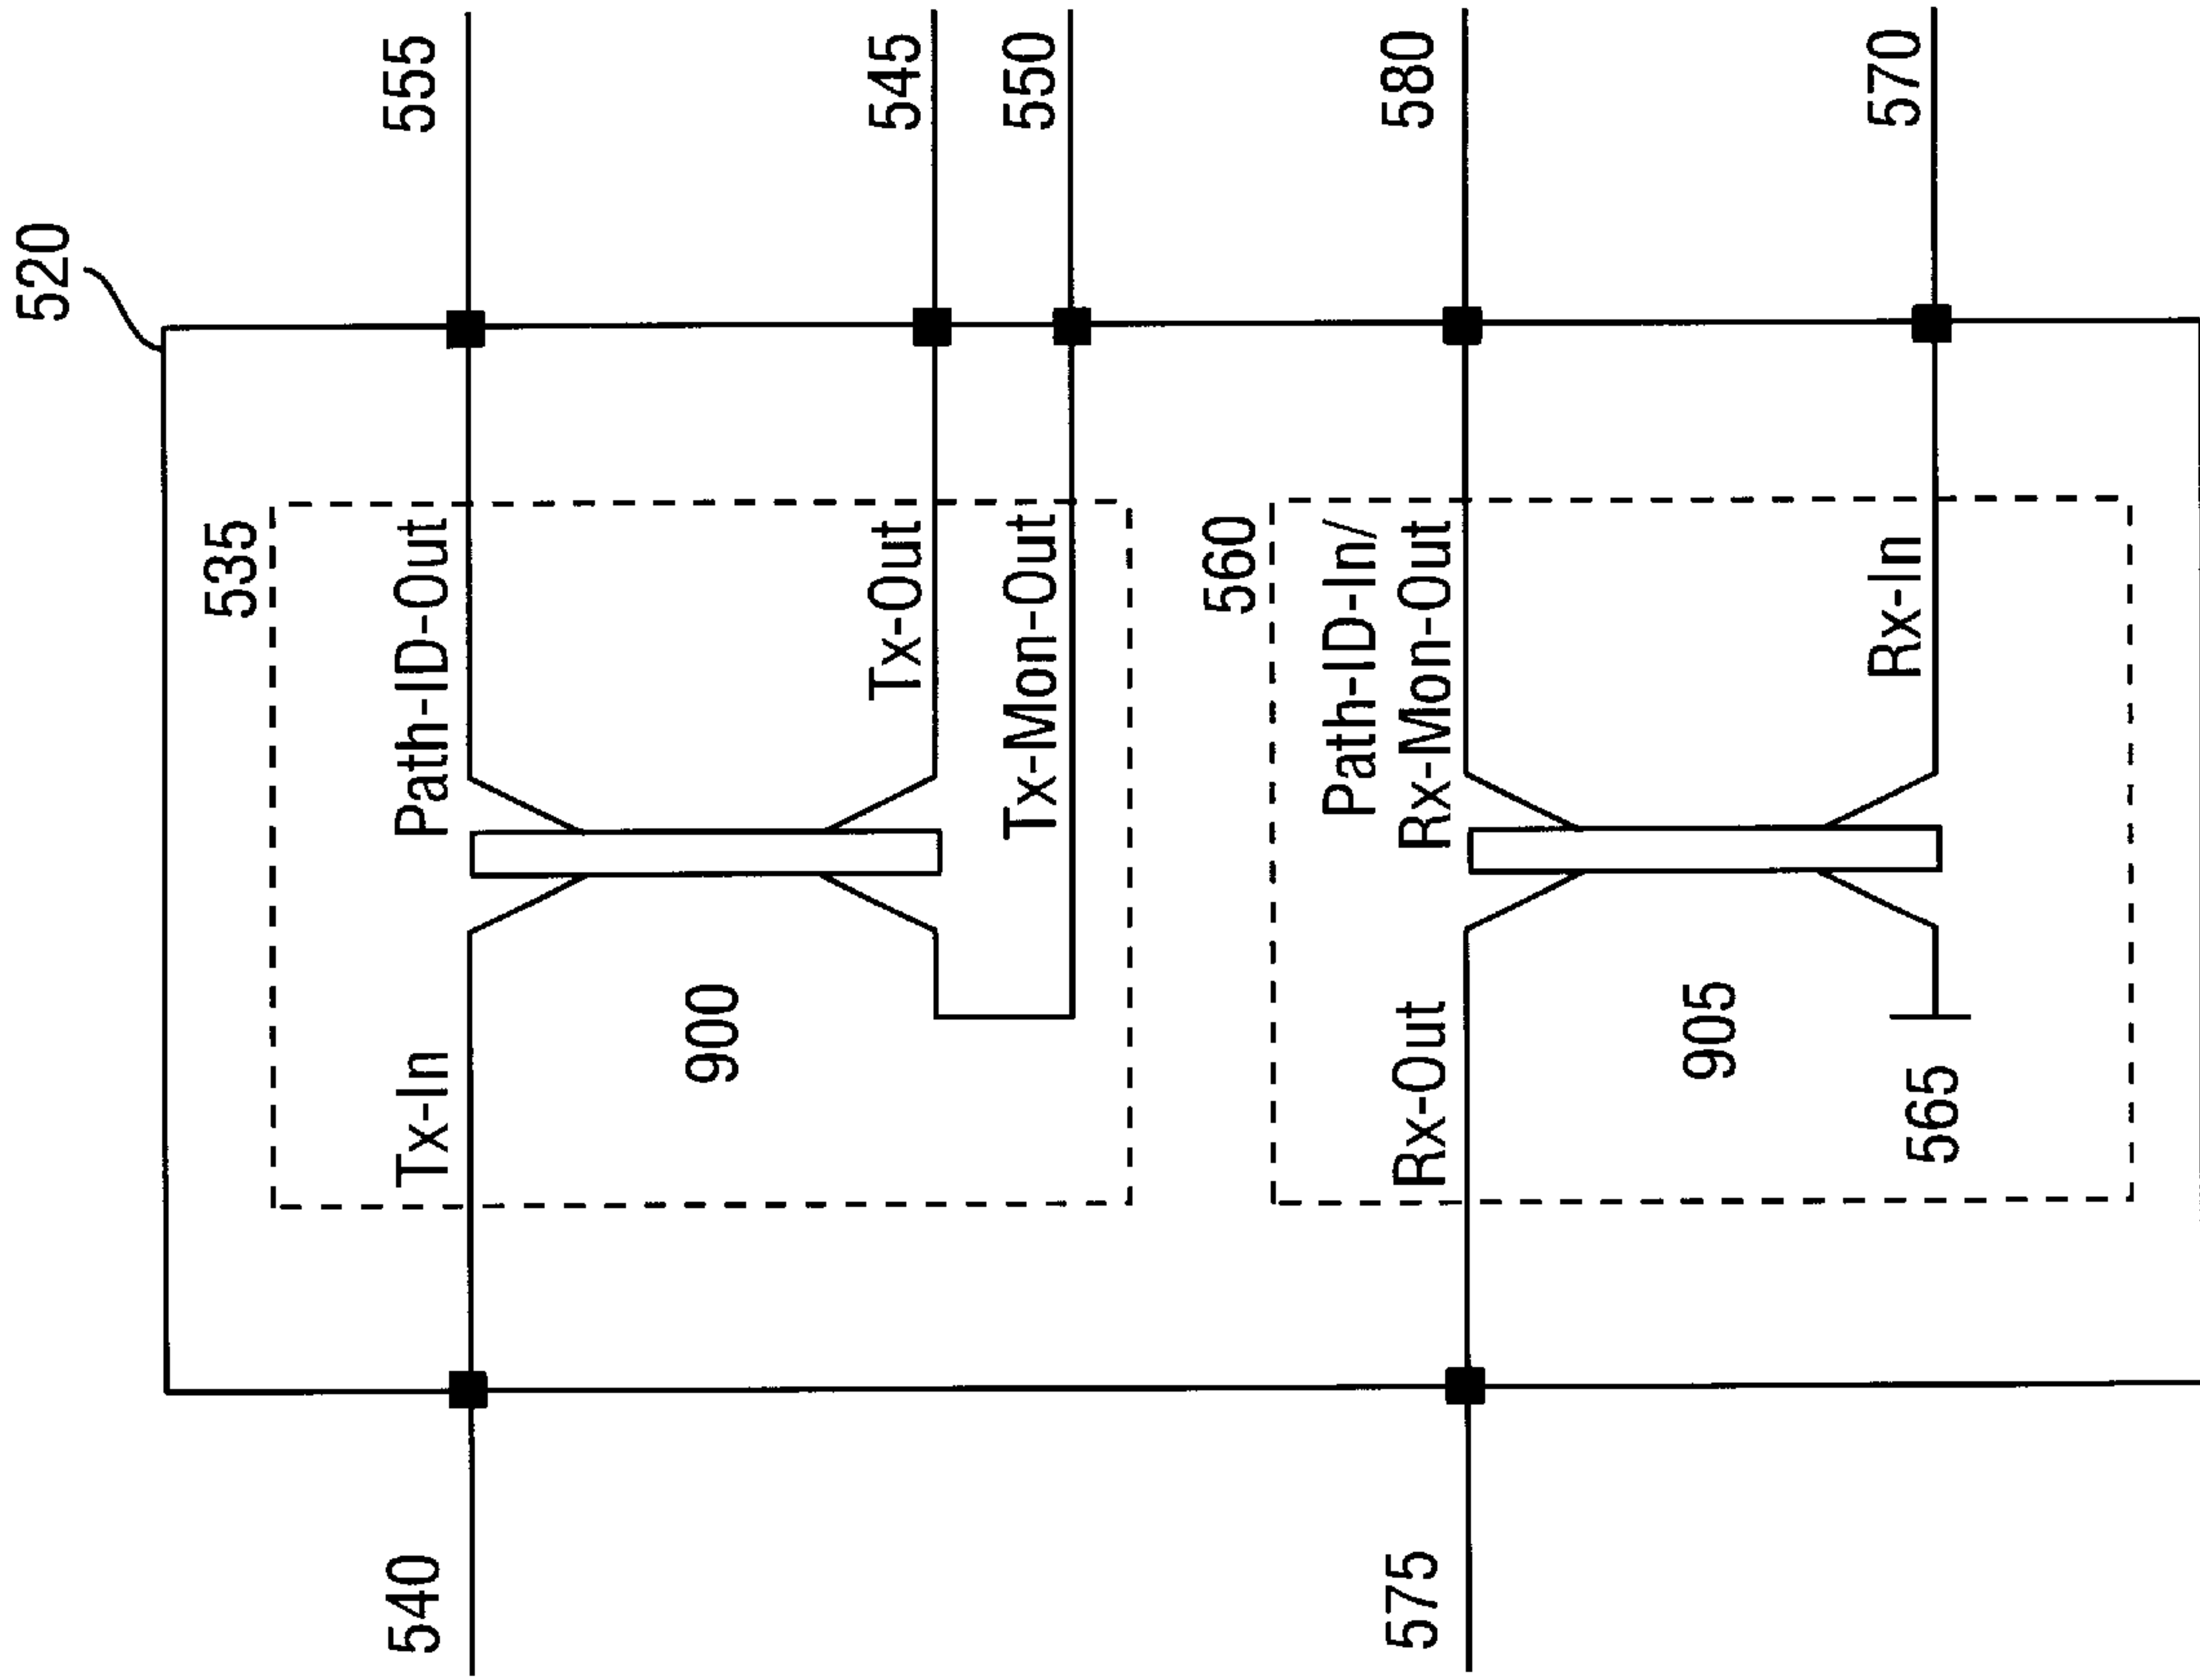 520
535
540
Tx-In
Path-ID-Out
555
900
Tx-Out
545
Tx-Mon-Out
550
560
575
Rx-Out
Path-ID-In/
Rx-Mon-Out
580
905
565
Rx-In
570